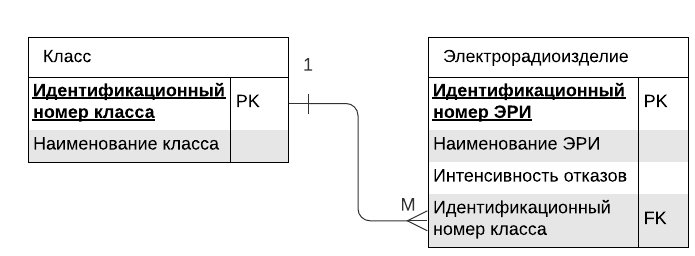 Класс
Идентификационный
номер класса
PK
Наименование класса
1
M
Электрорадиоизделие
Идентификационный
номер ЭРИ
PK
Наименование ЭРИ
Интенсивность отказов
Идентификационный
номер класса
FK